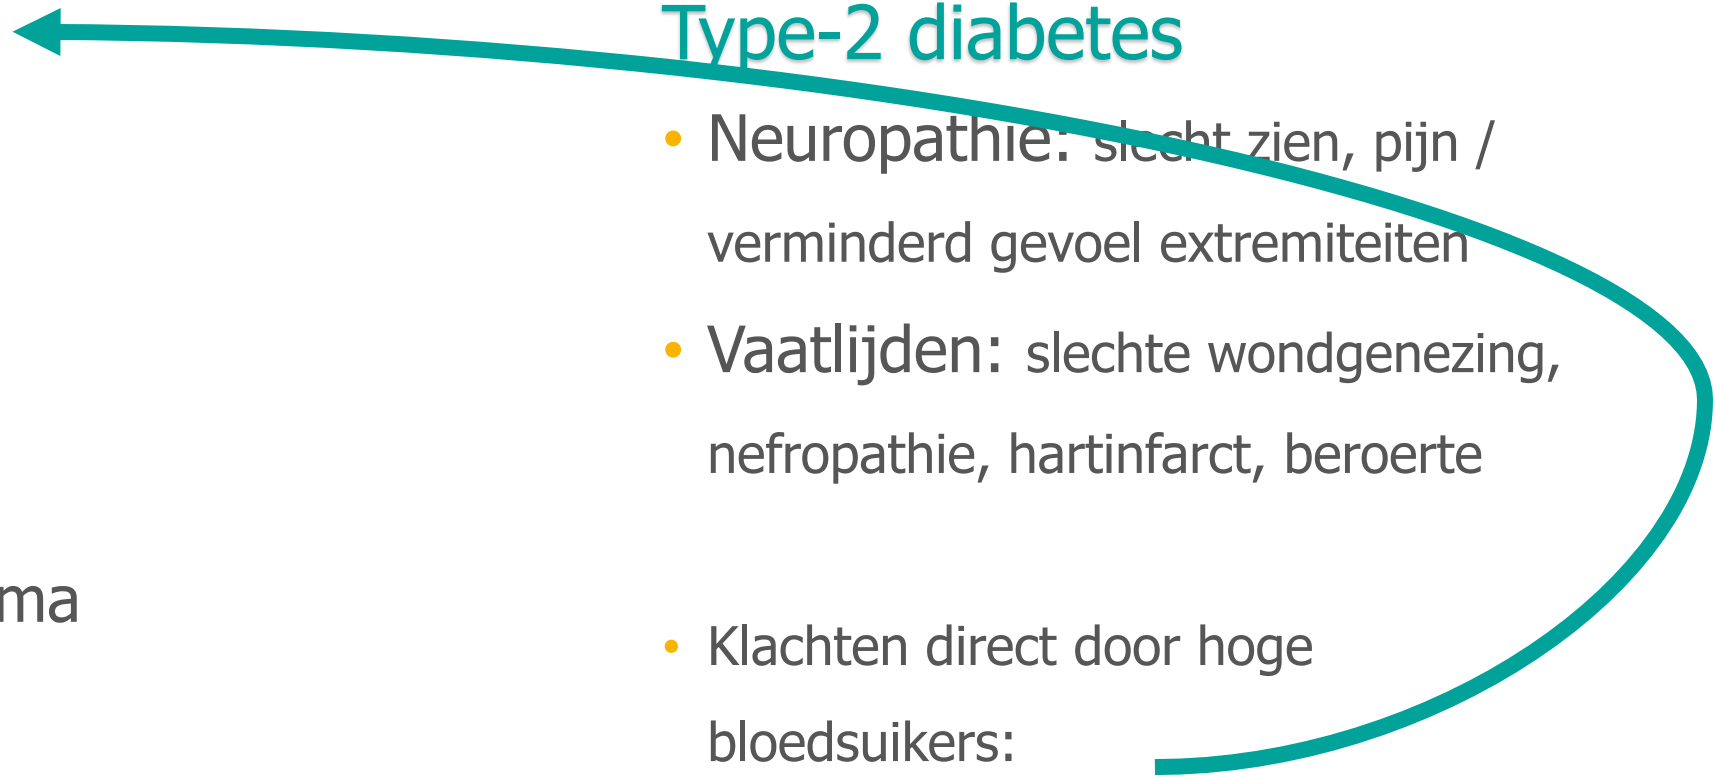 Type-2 diabetes
• Neuropathie: slecht zien, pijn /
verminderd gevoel extremiteiten
• Vaatlijden: slechte wondgenezing,
nefropathie, hartinfarct, beroerte
ma
• Klachten direct door hoge
bloedsuikers: